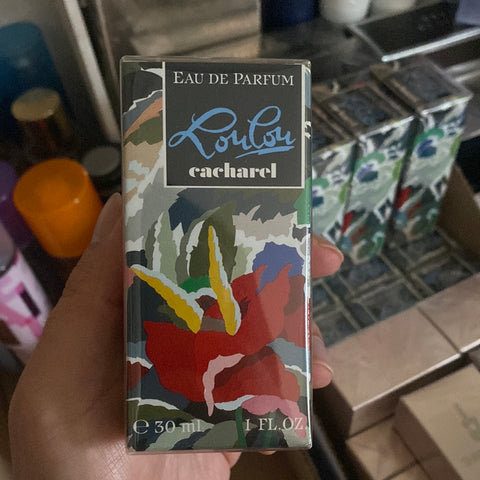 EAU DE PARFUM
Loulou
cacharel
e 30 ml 1 FL.OZ.